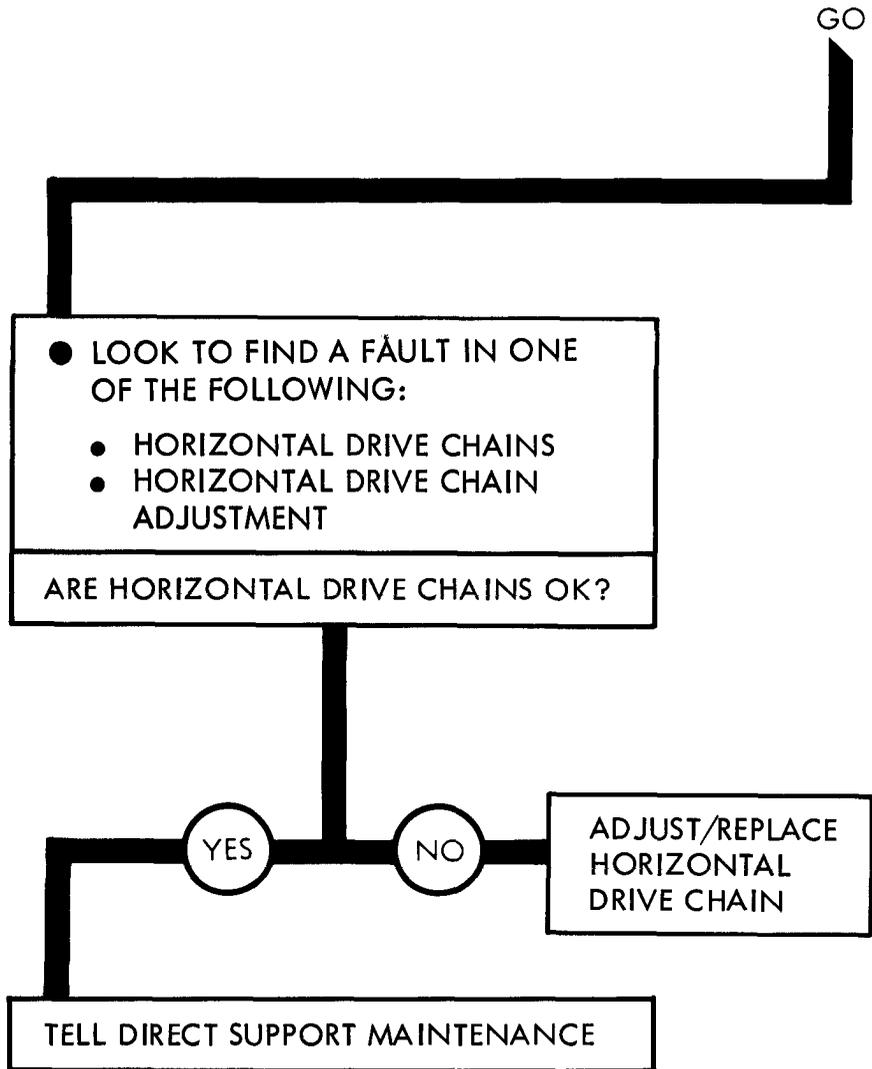 GO
● LOOK TO FIND A FAULT IN ONE
OF THE FOLLOWING:
● HORIZONTAL DRIVE CHAINS
● HORIZONTAL DRIVE CHAIN
ADJUSTMENT
ARE HORIZONTAL DRIVE CHAINS OK?
YES
NO
ADJUST/REPLACE
HORIZONTAL
DRIVE CHAIN
TELL DIRECT SUPPORT MAINTENANCE